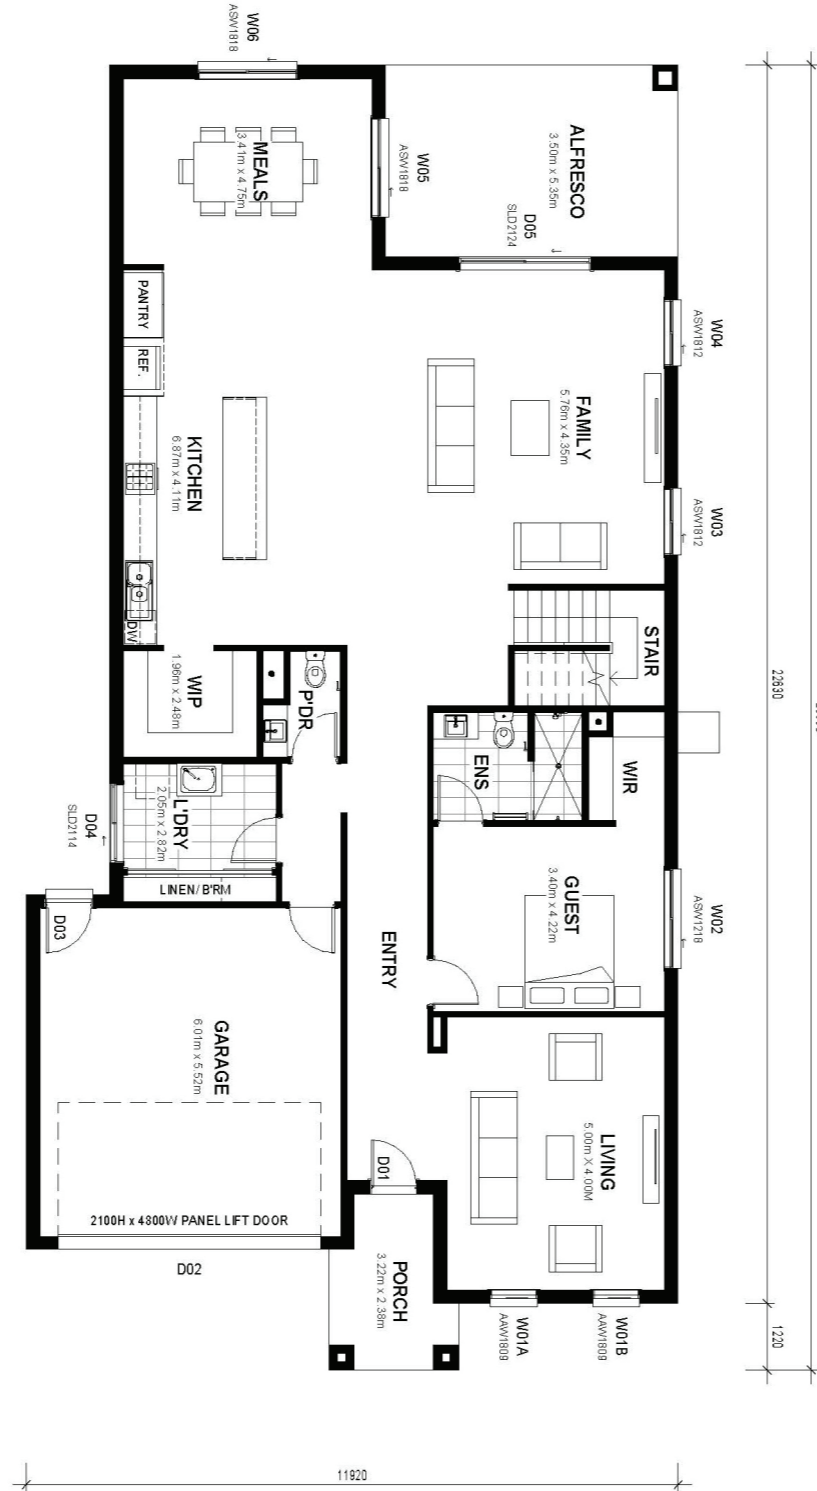 W06
ASW1818
MEALS
3.41m x 4.75m
W05
ASW1818
ALFRESCO
3.50m x 5.35m
D05
SLD2124
W04
ASW1812
PANTRY
REF.
KITCHEN
6.87m x 4.11m
FAMILY
5.76m x 4.35m
W03
ASW1812
DW
STAIR
WIP
1.96m x 2.48m
P'DR
ENS
WIR
22630
D04
SLD2114
L'DRY
2.05m x 2.82m
LINEN/ B'RM
GUEST
3.40m x 4.22m
W02
ASW1218
D03
ENTRY
GARAGE
6.01m x 5.52m
LIVING
5.00m X 4.00M
D01
2100H x 4800W PANEL LIFT DOOR
D02
PORCH
3.22m x 2.38m
W01A
AAW1809
W01B
AAW1809
1220
11920